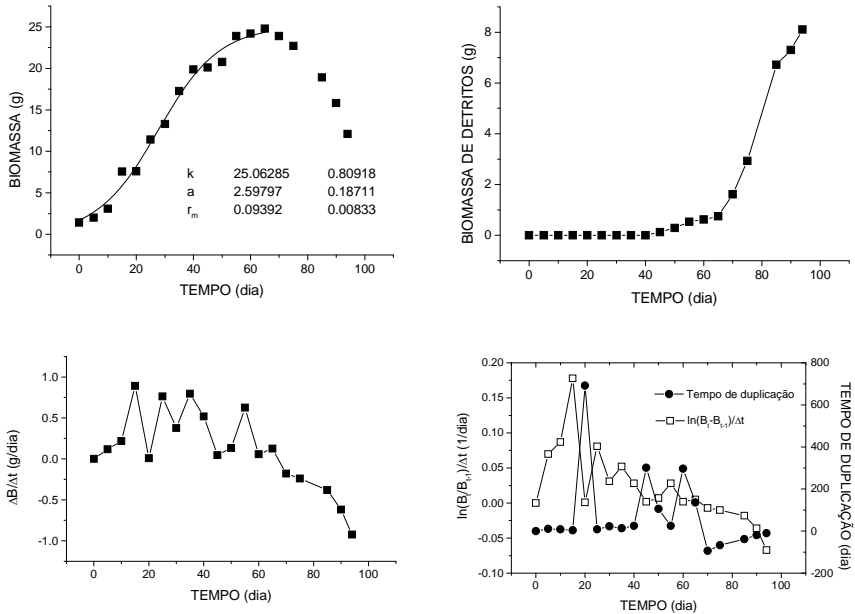 BIOMASSA (g)
25
20
15
10
5
0
k 25.06285 0.80918
a 2.59797 0.18711
rm 0.09392 0.00833
0 20 40 60 80 100
TEMPO (dia)
BIOMASSA DE DETRITOS (g)
8
6
4
2
0
0 20 40 60 80 100
TEMPO (dia)
ΔB/Δt (g/dia)
1.0
0.5
0.0
-0.5
-1.0
0 20 40 60 80 100
TEMPO (dia)
ln(Bt/Bt-1)/Δt (1/dia)
0.20
0.15
0.10
0.05
0.00
-0.05
-0.10
Tempo de duplicação
ln(Bt-Bt-1)/Δt
800
600
400
200
0
-200
TEMPO DE DUPLICAÇÃO (dia)
0 20 40 60 80 100
TEMPO (dia)